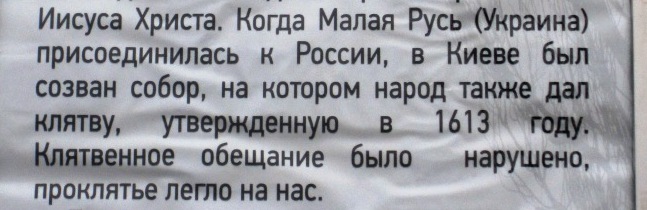 Иисуса Христа. Когда Малая Русь (Украина)
присоединилась к России, в Киеве был
созван собор, на котором народ также дал
клятву, утвержденную в 1613 году.
Клятвенное обещание было нарушено,
проклятье легло на нас.